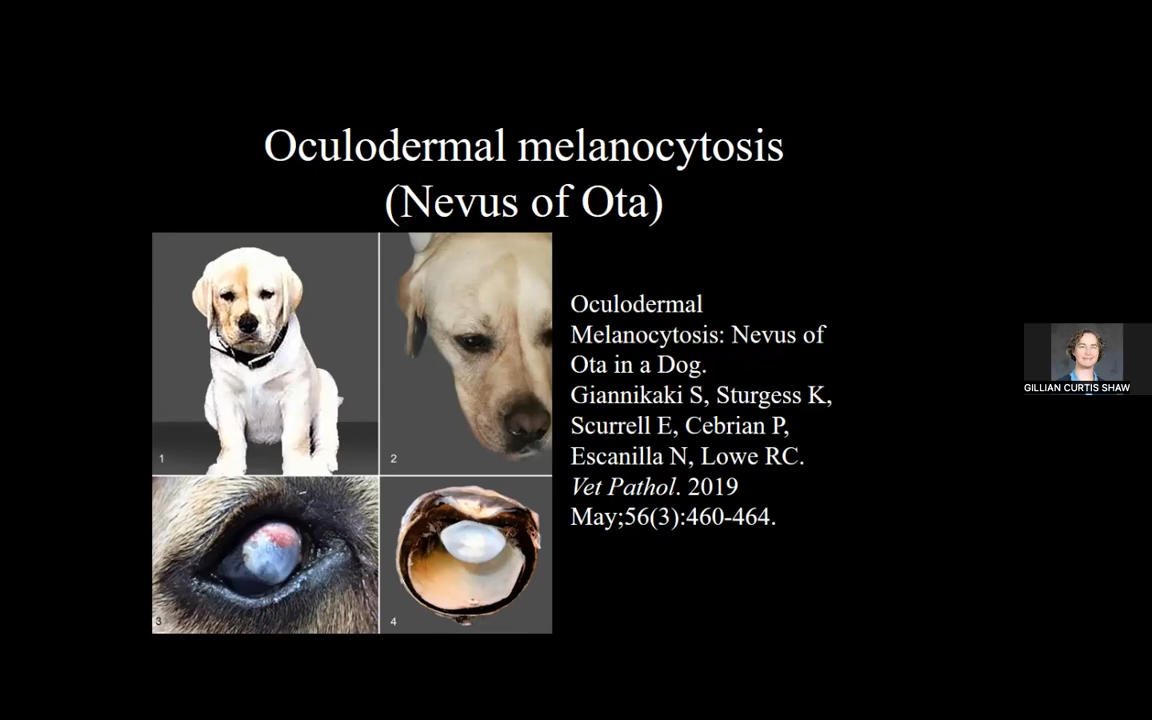 Oculodermal melanocytosis
(Nevus of Ota)
1
2
3
4
Oculodermal
Melanocytosis: Nevus of
Ota in a Dog.
Giannikaki S, Sturgess K,
Scurrell E, Cebrian P,
Escanilla N, Lowe RC.
Vet Pathol. 2019
May;56(3):460-464.
GILLIAN CURTIS SHAW